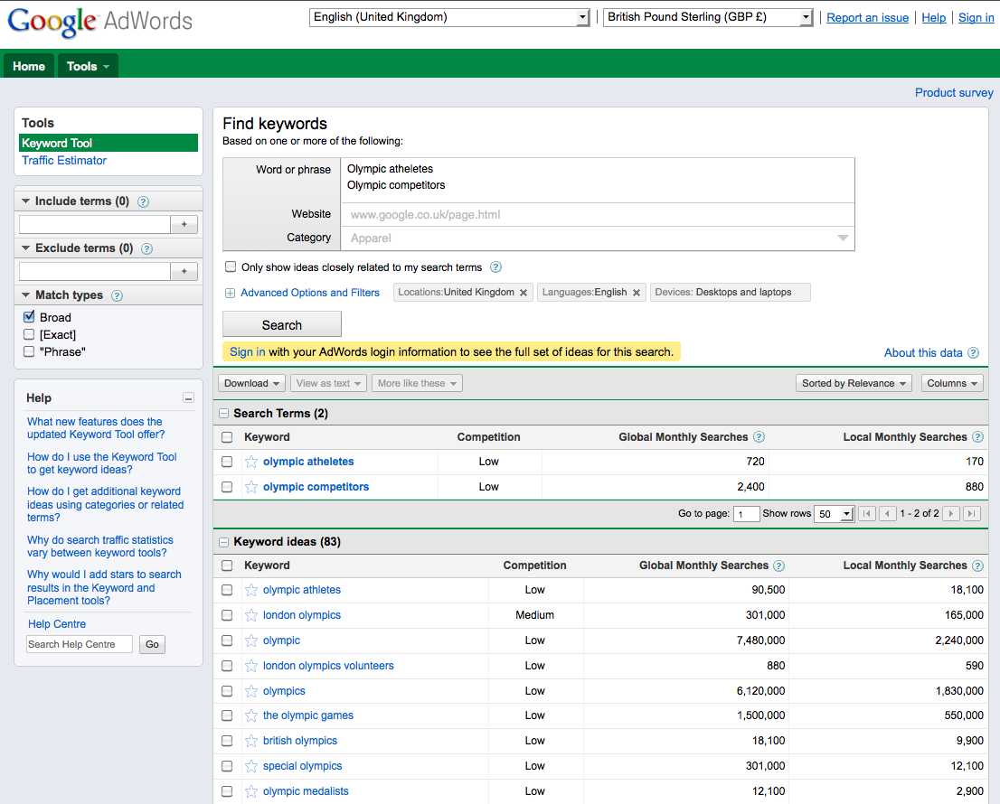 Google AdWords
English (United Kingdom)
British Pound Sterling (GBP £)
Report an issue
Help
Sign in
Home
Tools
Product survey
Tools
Keyword Tool
Traffic Estimator
Include terms (0) ?
+
Exclude terms (0) ?
+
Match types ?
Broad
[Exact]
"Phrase"
Help
What new features does the
updated Keyword Tool offer?
How do I use the Keyword Tool
to get keyword ideas?
How do I get additional keyword
ideas using categories or related
terms?
Why do search traffic statistics
vary between keyword tools?
Why would I add stars to search
results in the Keyword and
Placement tools?
Help Centre
Search Help Centre Go
Find keywords
Based on one or more of the following:
Word or phrase Olympic atheletes
Olympic competitors
Website www.google.co.uk/page.html
Category Apparel
Only show ideas closely related to my search terms ?
Advanced Options and Filters Locations:United Kingdom × Languages:English × Devices: Desktops and laptops
Search
Sign in with your AdWords login information to see the full set of ideas for this search.
About this data ?
Download View as text More like these Sorted by Relevance Columns
Search Terms (2)
Keyword Competition Global Monthly Searches ? Local Monthly Searches ?
olympic atheletes Low 720 170
olympic competitors Low 2,400 880
Go to page: 1 Show rows 50 1 - 2 of 2
Keyword ideas (83)
Keyword Competition Global Monthly Searches ? Local Monthly Searches ?
olympic athletes Low 90,500 18,100
london olympics Medium 301,000 165,000
olympic Low 7,480,000 2,240,000
london olympics volunteers Low 880 590
olympics Low 6,120,000 1,830,000
the olympic games Low 1,500,000 550,000
british olympics Low 18,100 9,900
special olympics Low 301,000 12,100
olympic medalists Low 12,100 2,900